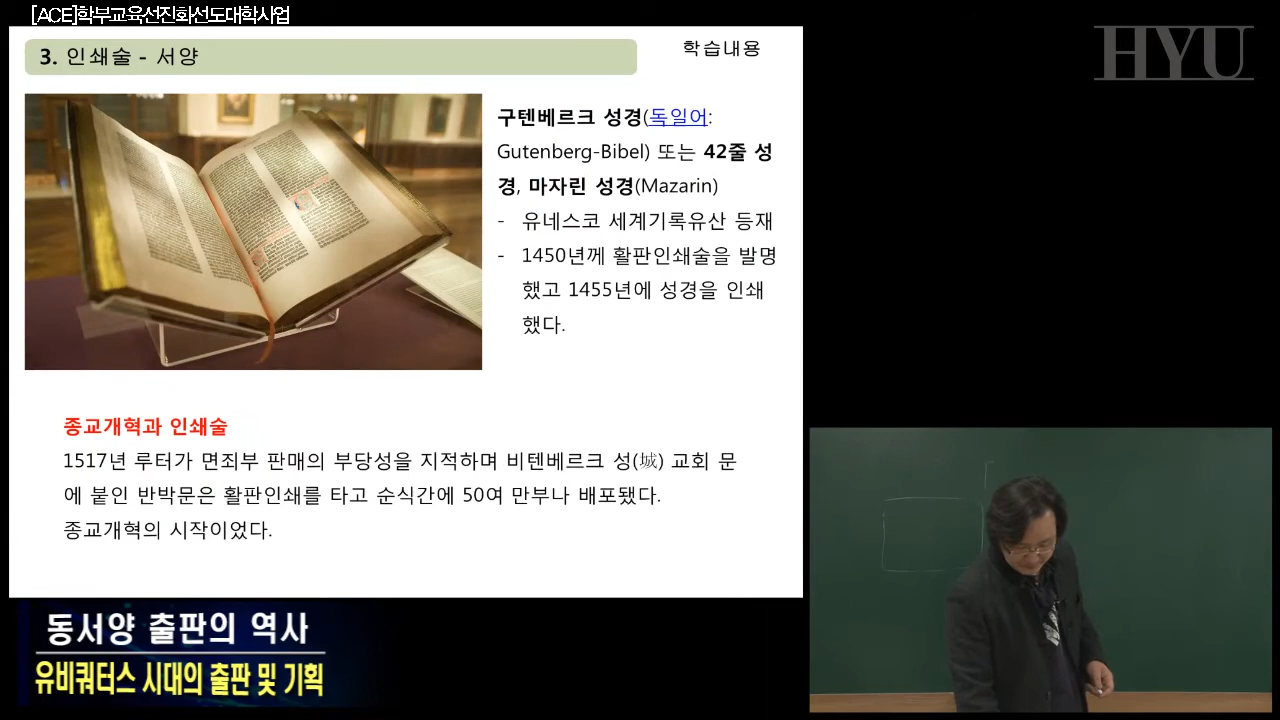 [ACE]학부교육선진화선도대학사업
3. 인쇄술 - 서양
학습내용
HYU
구텐베르크 성경(독일어:
Gutenberg-Bibel) 또는 42줄 성
경, 마자린 성경(Mazarin)
- 유네스코 세계기록유산 등재
- 1450년께 활판인쇄술을 발명
했고 1455년에 성경을 인쇄
했다.
종교개혁과 인쇄술
1517년 루터가 면죄부 판매의 부당성을 지적하며 비텐베르크 성(城) 교회 문
에 붙인 반박문은 활판인쇄를 타고 순식간에 50여 만부나 배포됐다.
종교개혁의 시작이었다.
동서양 출판의 역사
유비쿼터스 시대의 출판 및 기획